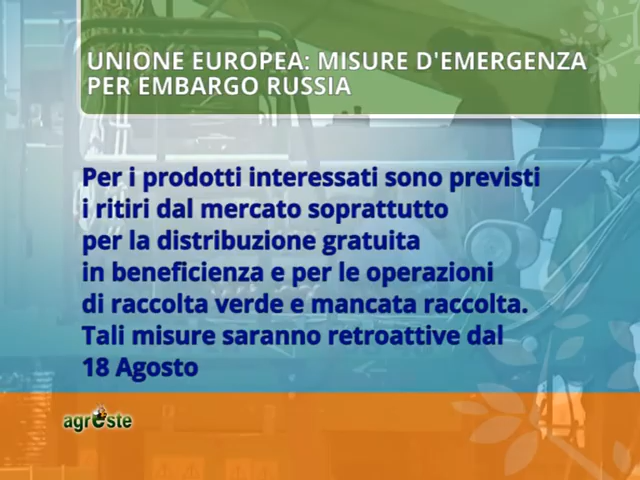 UNIONE EUROPEA: MISURE D'EMERGENZA
PER EMBARGO RUSSIA
Per i prodotti interessati sono previsti
i ritiri dal mercato soprattutto
per la distribuzione gratuita
in beneficienza e per le operazioni
di raccolta verde e mancata raccolta.
Tali misure saranno retroattive dal
18 Agosto
agreste